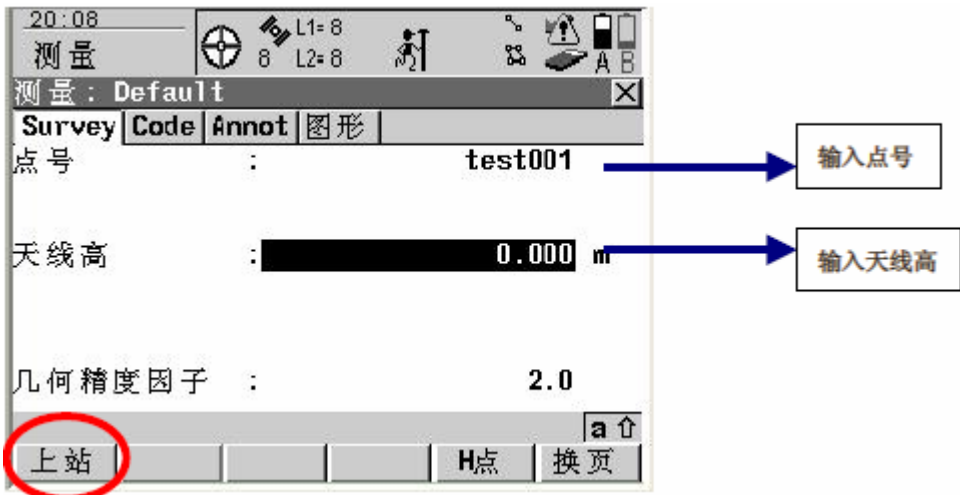 20:08
测量
8
L1= 8
L2= 8
A B
测量 : Default
Survey Code Annot 图形
点号 : test001
输入点号
天线高 : 0.000 m
输入天线高
几何精度因子 : 2.0
a ⇧
上站 H点 换页